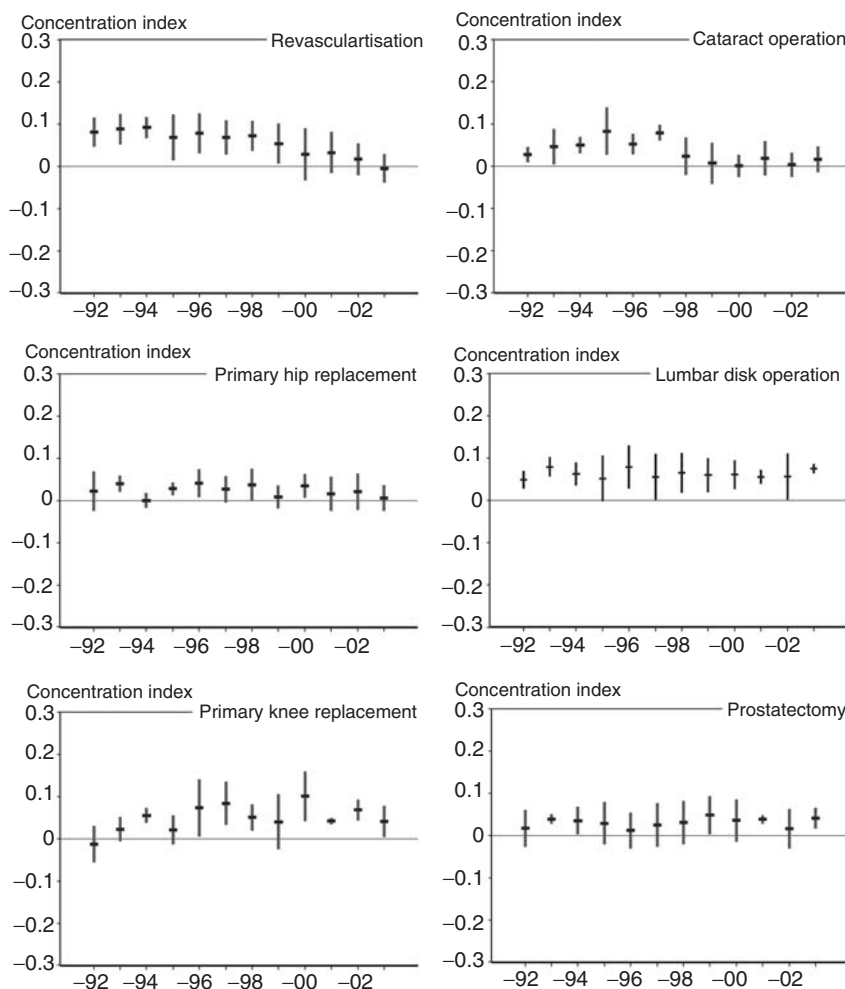 Concentration index
0.3
Revasculartisation
0.2
0.1
0
–0.1
–0.2
–0.3
–92 –94 –96 –98 –00 –02
Concentration index
0.3
Cataract operation
0.2
0.1
0
–0.1
–0.2
–0.3
–92 –94 –96 –98 –00 –02
Concentration index
0.3
Primary hip replacement
0.2
0.1
0
–0.1
–0.2
–0.3
–92 –94 –96 –98 –00 –02
Concentration index
0.3
Lumbar disk operation
0.2
0.1
0
–0.1
–0.2
–0.3
–92 –94 –96 –98 –00 –02
Concentration index
0.3
Primary knee replacement
0.2
0.1
0
–0.1
–0.2
–0.3
–92 –94 –96 –98 –00 –02
Concentration index
0.3
Prostatectomy
0.2
0.1
0
–0.1
–0.2
–0.3
–92 –94 –96 –98 –00 –02